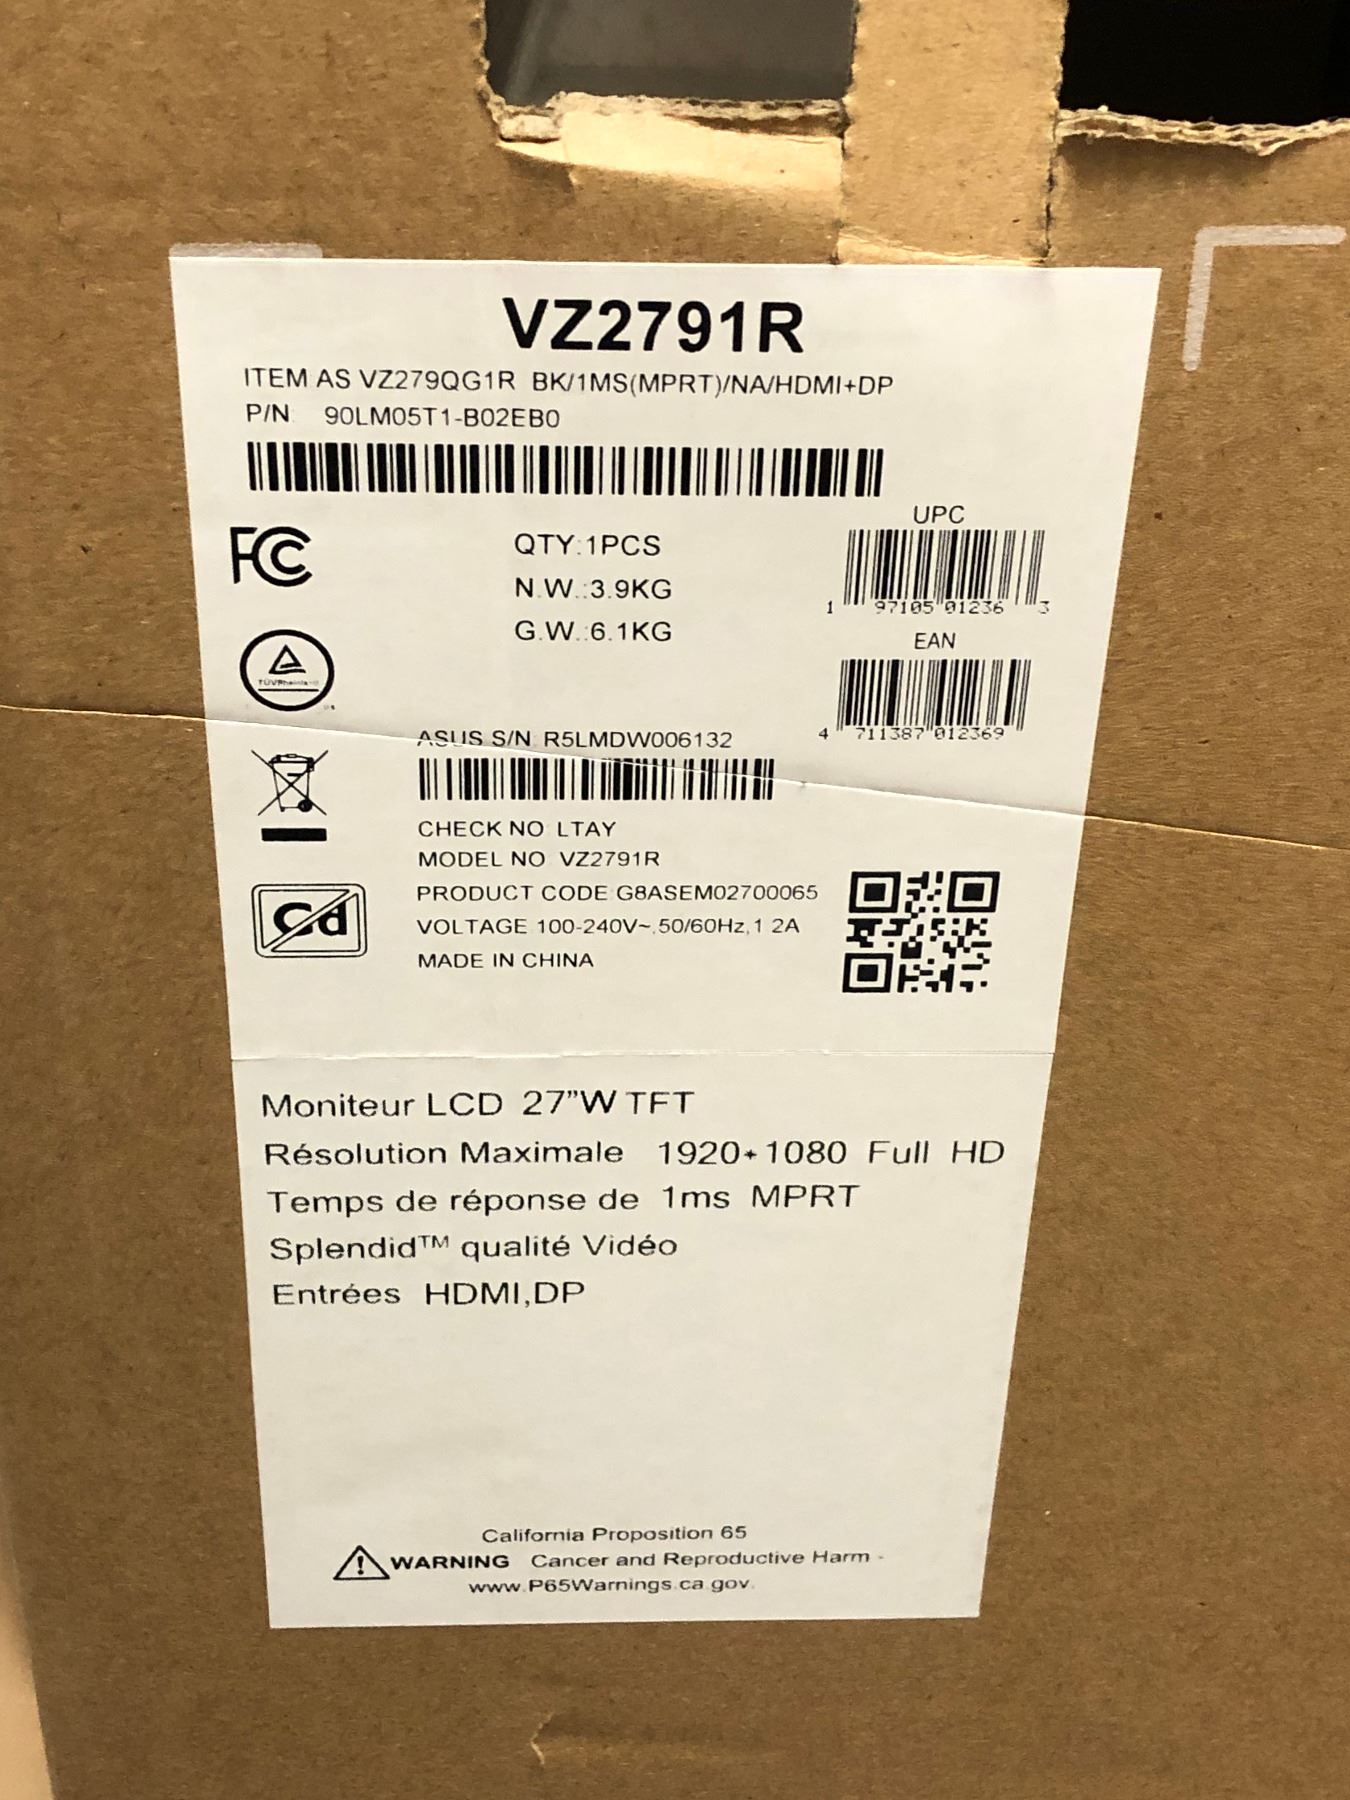 VZ2791R
ITEM AS VZ279QG1R BK/1MS(MPRT)/NA/HDMI+DP
P/N: 90LM05T1-B02EB0
FC
QTY:1PCS
N.W.:3.9KG
G.W.:6.1KG
UPC
1 97105 01236 3
EAN
4 711387 012369
TÜVRheinland
US
ASUS S/N: R5LMDW006132
CHECK NO: LTAY
MODEL NO: VZ2791R
PRODUCT CODE:G8ASEM02700065
VOLTAGE:100-240V~,50/60Hz,1.2A
MADE IN CHINA
Cd
Moniteur LCD 27”W TFT
Résolution Maximale 1920*1080 Full HD
Temps de réponse de 1ms MPRT
Splendid™ qualité Vidéo
Entrées HDMI,DP
California Proposition 65
WARNING Cancer and Reproductive Harm -
www.P65Warnings.ca.gov.